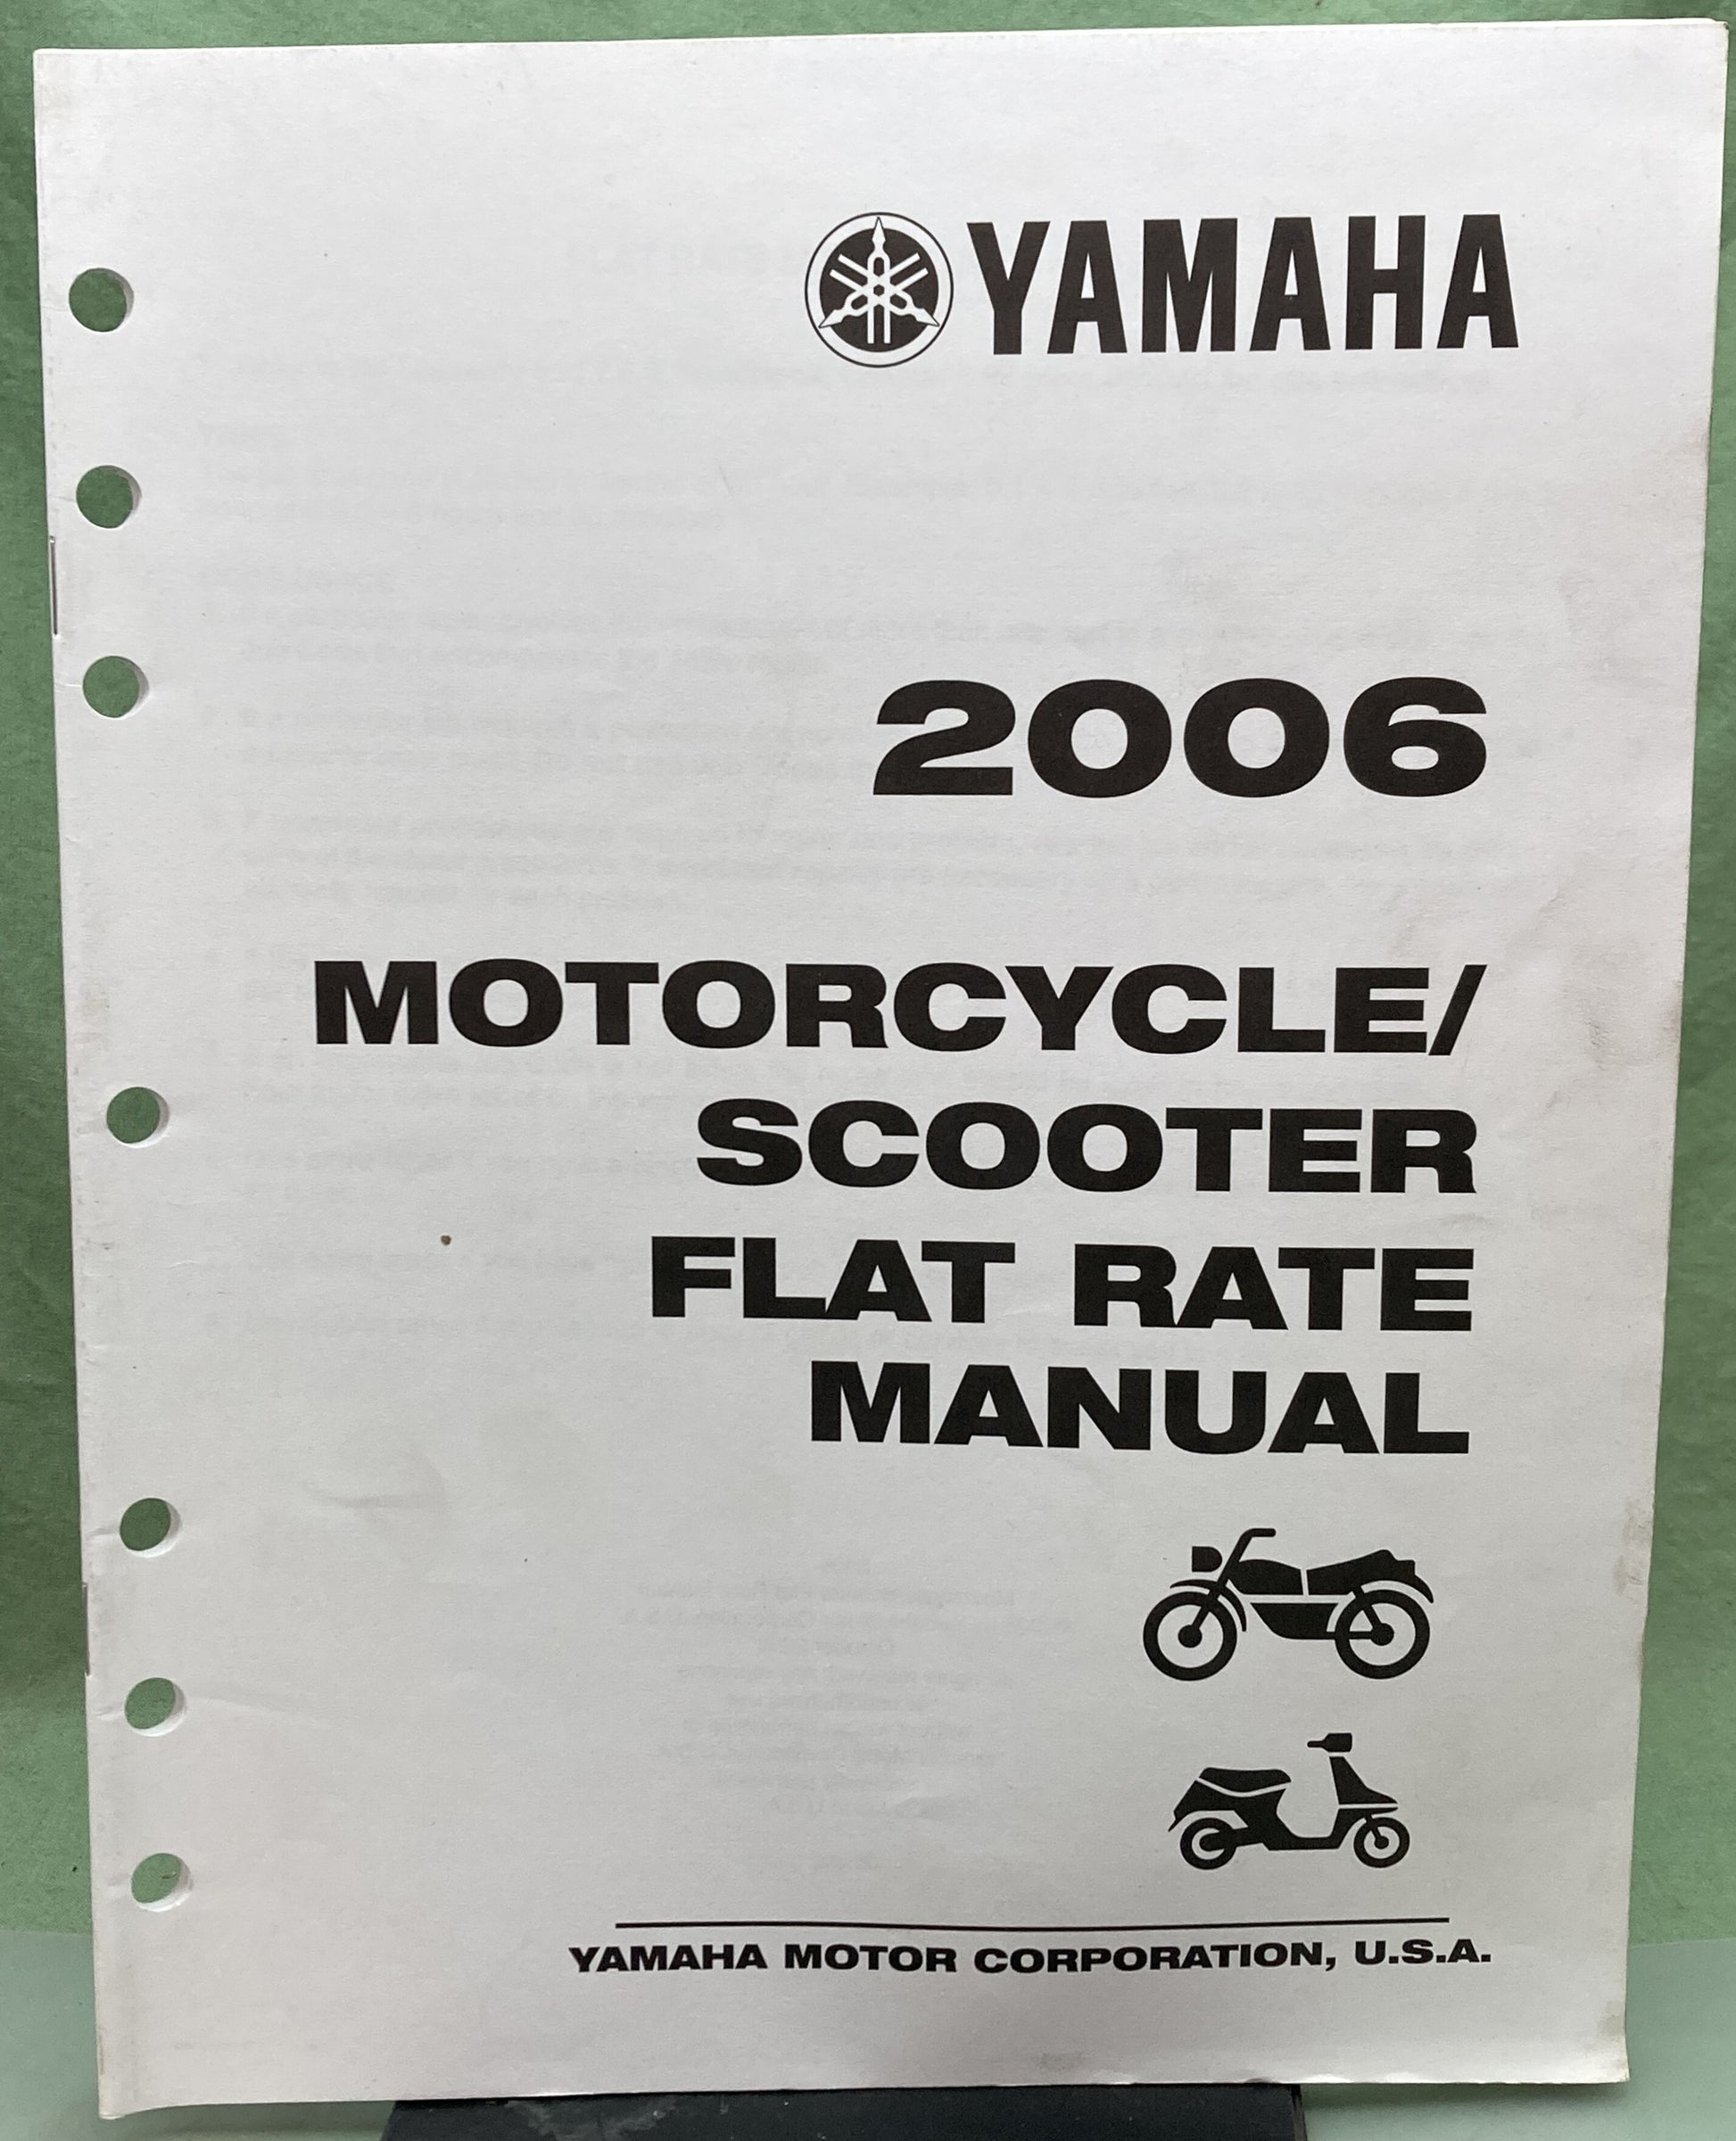 YAMAHA
2006
MOTORCYCLE/
SCOOTER
FLAT RATE
MANUAL
YAMAHA MOTOR CORPORATION, U.S.A.